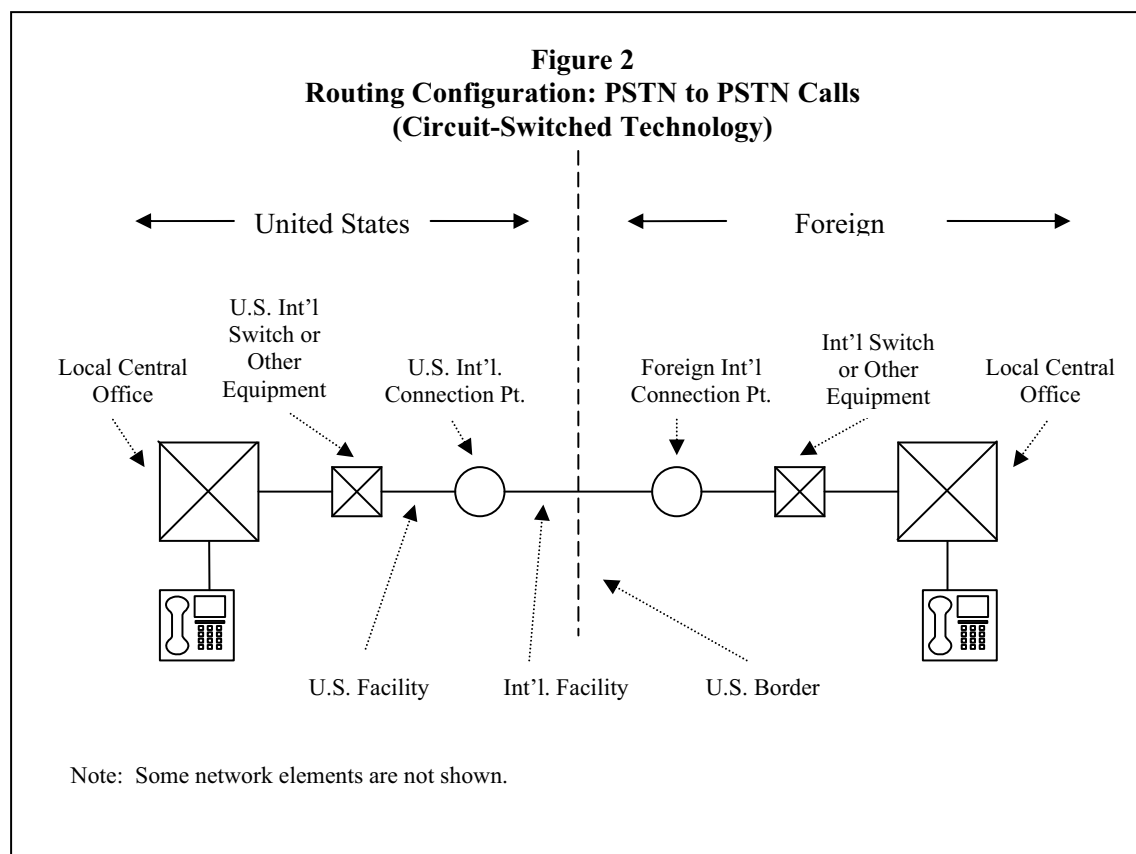 Figure 2
Routing Configuration: PSTN to PSTN Calls
(Circuit-Switched Technology)
United States
Foreign
U.S. Int’l
Switch or
Other
Equipment
Local Central
Office
U.S. Int’l.
Connection Pt.
Foreign Int’l
Connection Pt.
Int’l Switch
or Other
Equipment
Local Central
Office
U.S. Facility
Int’l. Facility
U.S. Border
Note: Some network elements are not shown.